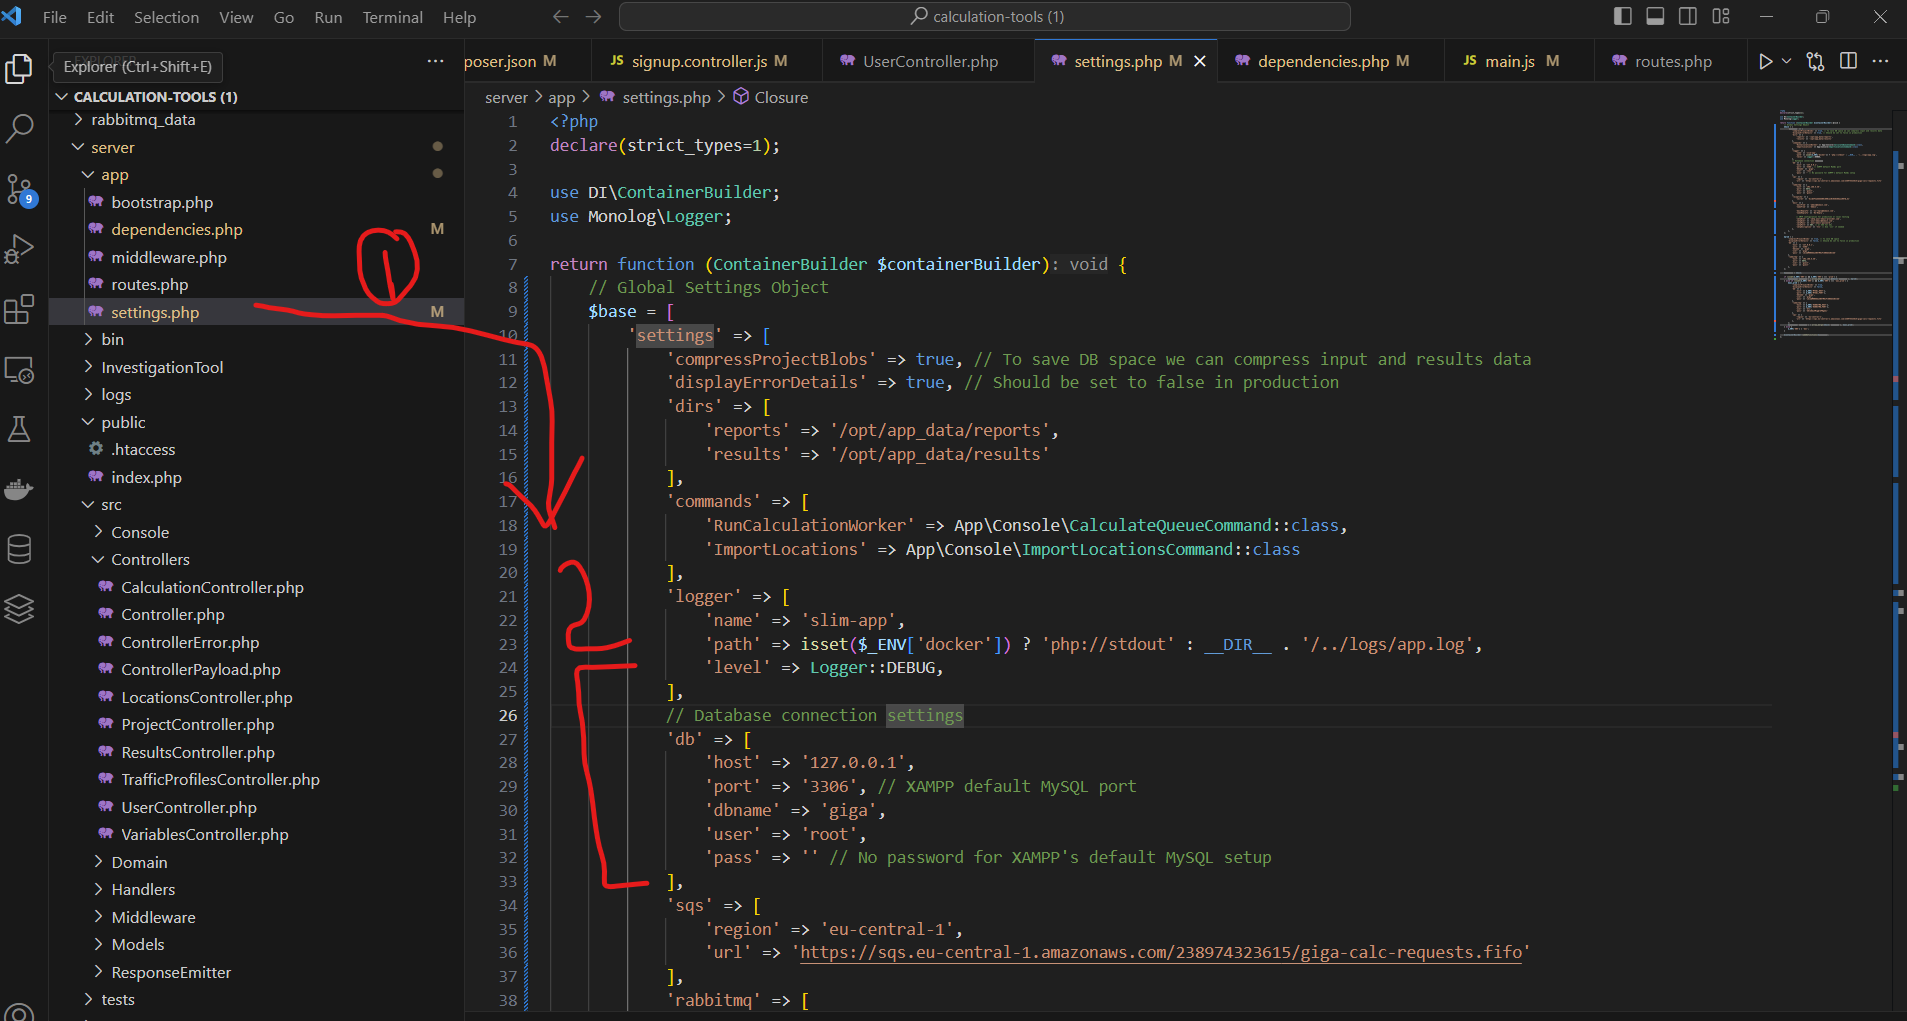 File Edit Selection View Go Run Terminal Help
calculation-tools (1)
Explorer (Ctrl+Shift+E)
CALCULATION-TOOLS (1)
rabbitmq_data
server
app
bootstrap.php
dependencies.php M
middleware.php
routes.php
settings.php M
bin
InvestigationTool
logs
public
.htaccess
index.php
src
Console
Controllers
CalculationController.php
Controller.php
ControllerError.php
ControllerPayload.php
LocationsController.php
ProjectController.php
ResultsController.php
TrafficProfilesController.php
UserController.php
VariablesController.php
Domain
Handlers
Middleware
Models
ResponseEmitter
tests
9
1
2
poser.json M JS signup.controller.js M UserController.php settings.php M dependencies.php M JS main.js M routes.php
server > app > settings.php > Closure
1 <?php
2 declare(strict_types=1);
3
4 use DI\ContainerBuilder;
5 use Monolog\Logger;
6
7 return function (ContainerBuilder $containerBuilder): void {
8 // Global Settings Object
9 $base = [
10 'settings' => [
11 'compressProjectBlobs' => true, // To save DB space we can compress input and results data
12 'displayErrorDetails' => true, // Should be set to false in production
13 'dirs' => [
14 'reports' => '/opt/app_data/reports',
15 'results' => '/opt/app_data/results'
16 ],
17 'commands' => [
18 'RunCalculationWorker' => App\Console\CalculateQueueCommand::class,
19 'ImportLocations' => App\Console\ImportLocationsCommand::class
20 ],
21 'logger' => [
22 'name' => 'slim-app',
23 'path' => isset($_ENV['docker']) ? 'php://stdout' : __DIR__ . '/../logs/app.log',
24 'level' => Logger::DEBUG,
25 ],
26 // Database connection settings
27 'db' => [
28 'host' => '127.0.0.1',
29 'port' => '3306', // XAMPP default MySQL port
30 'dbname' => 'giga',
31 'user' => 'root',
32 'pass' => '' // No password for XAMPP's default MySQL setup
33 ],
34 'sqs' => [
35 'region' => 'eu-central-1',
36 'url' => 'https://sqs.eu-central-1.amazonaws.com/238974323615/giga-calc-requests.fifo'
37 ],
38 'rabbitmq' => [